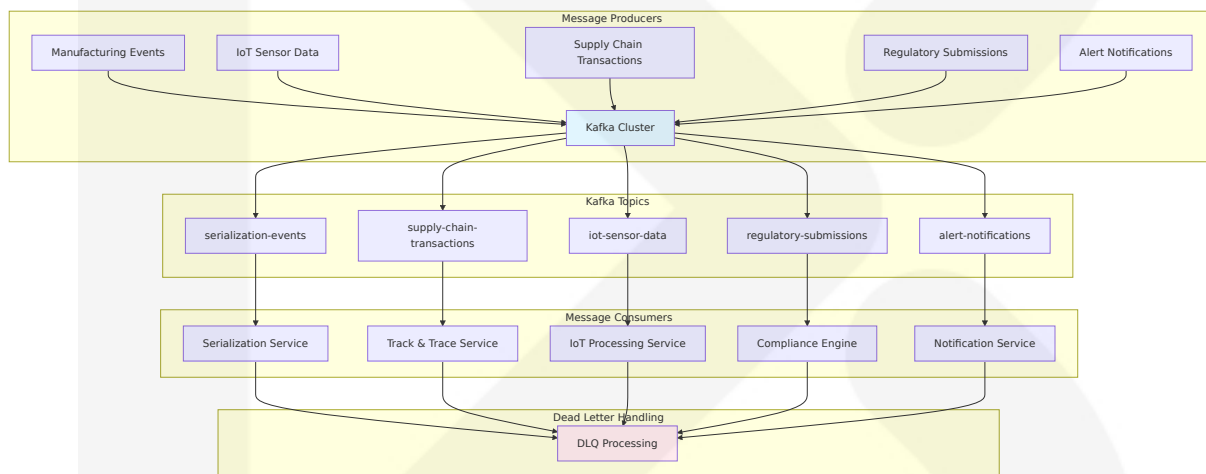 Message Producers
Manufacturing Events
IoT Sensor Data
Supply Chain
Transactions
Regulatory Submissions
Alert Notifications
Kafka Cluster
Kafka Topics
serialization-events
supply-chain-
transactions
iot-sensor-data
regulatory-submissions
alert-notifications
Message Consumers
Serialization Service
Track & Trace Service
IoT Processing Service
Compliance Engine
Notification Service
Dead Letter Handling
DLQ Processing